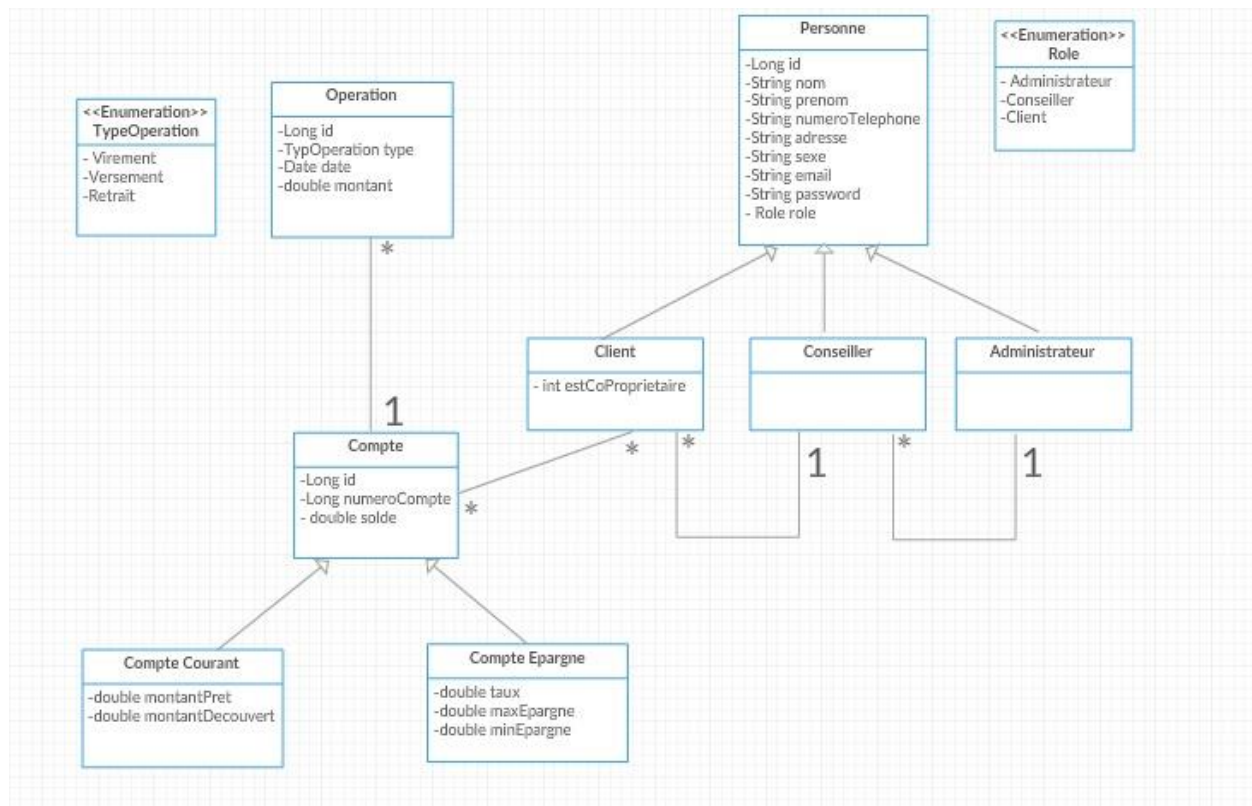 <<Enumeration>>
TypeOperation
- Virement
-Versement
-Retrait
Operation
-Long id
-TypOperation type
-Date date
-double montant
*
Personne
-Long id
-String nom
-String prenom
-String numeroTelephone
-String adresse
-String sexe
-String email
-String password
- Role role
<<Enumeration>>
Role
- Administrateur
-Conseiller
-Client
Client
- int estCoProprietaire
Conseiller
Administrateur
1
*
*
1
*
1
Compte
-Long id
-Long numeroCompte
- double solde
*
Compte Courant
-double montantPret
-double montantDecouvert
Compte Epargne
-double taux
-double maxEpargne
-double minEpargne